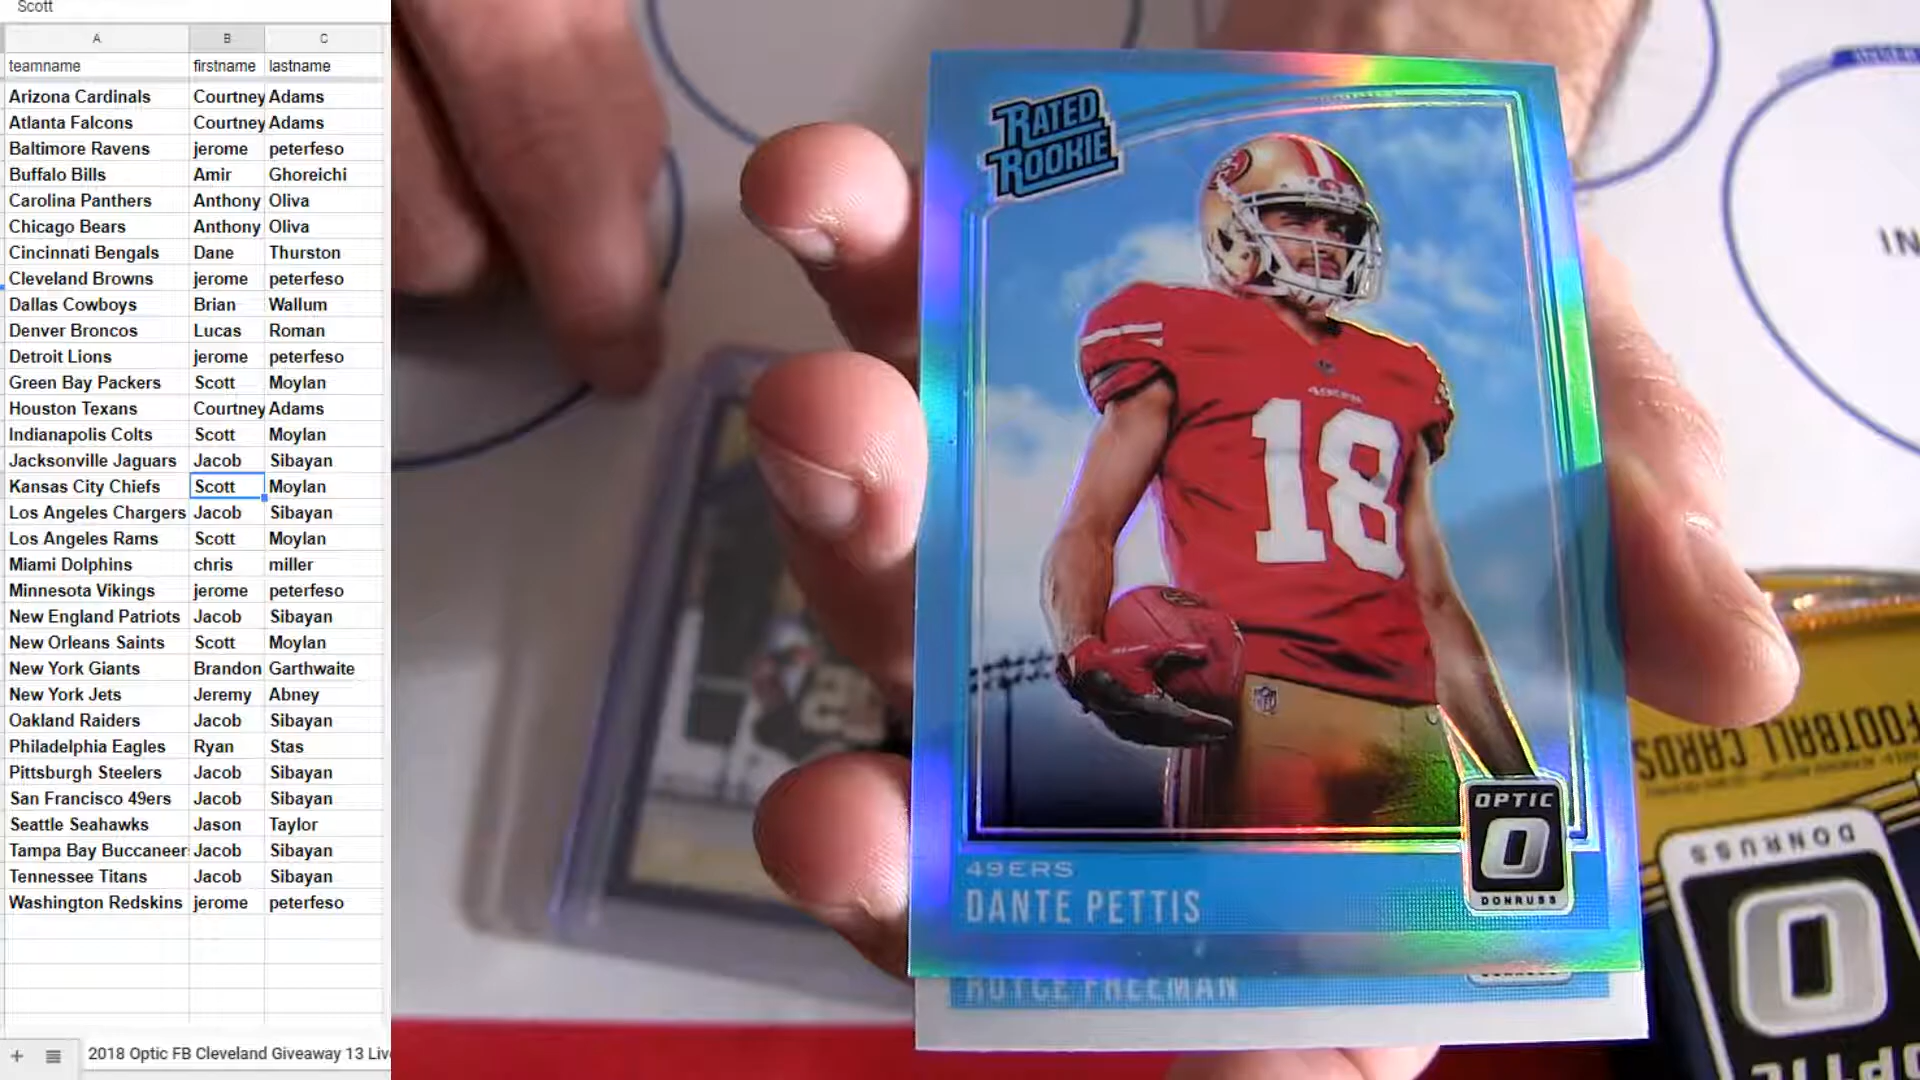 Scott
A B C
teamname firstname lastname
Arizona Cardinals Courtney Adams
Atlanta Falcons Courtney Adams
Baltimore Ravens jerome peterfeso
Buffalo Bills Amir Ghoreichi
Carolina Panthers Anthony Oliva
Chicago Bears Anthony Oliva
Cincinnati Bengals Dane Thurston
Cleveland Browns jerome peterfeso
Dallas Cowboys Brian Wallum
Denver Broncos Lucas Roman
Detroit Lions jerome peterfeso
Green Bay Packers Scott Moylan
Houston Texans Courtney Adams
Indianapolis Colts Scott Moylan
Jacksonville Jaguars Jacob Sibayan
Kansas City Chiefs Scott Moylan
Los Angeles Chargers Jacob Sibayan
Los Angeles Rams Scott Moylan
Miami Dolphins chris miller
Minnesota Vikings jerome peterfeso
New England Patriots Jacob Sibayan
New Orleans Saints Scott Moylan
New York Giants Brandon Garthwaite
New York Jets Jeremy Abney
Oakland Raiders Jacob Sibayan
Philadelphia Eagles Ryan Stas
Pittsburgh Steelers Jacob Sibayan
San Francisco 49ers Jacob Sibayan
Seattle Seahawks Jason Taylor
Tampa Bay Buccaneer Jacob Sibayan
Tennessee Titans Jacob Sibayan
Washington Redskins jerome peterfeso
2018 Optic FB Cleveland Giveaway 13 Liv
RATED
ROOKIE
49ERS
18
OPTIC
O
DONRUSS
49ERS
DANTE PETTIS
ROYCE FREEMAN
IN
FOOTBALL CARDS
DONRUSS
O
OPTIC